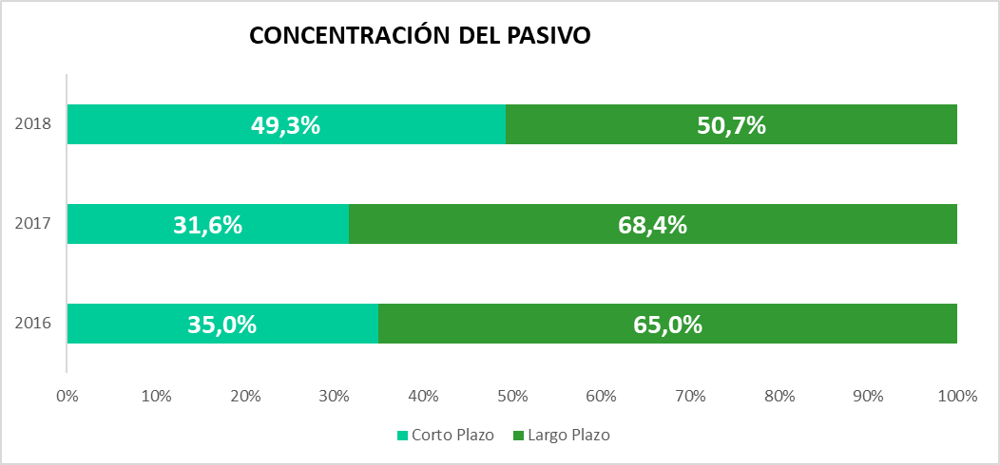 CONCENTRACIÓN DEL PASIVO
2018 49,3% 50,7%
2017 31,6% 68,4%
2016 35,0% 65,0%
0% 10% 20% 30% 40% 50% 60% 70% 80% 90% 100%
Corto Plazo Largo Plazo